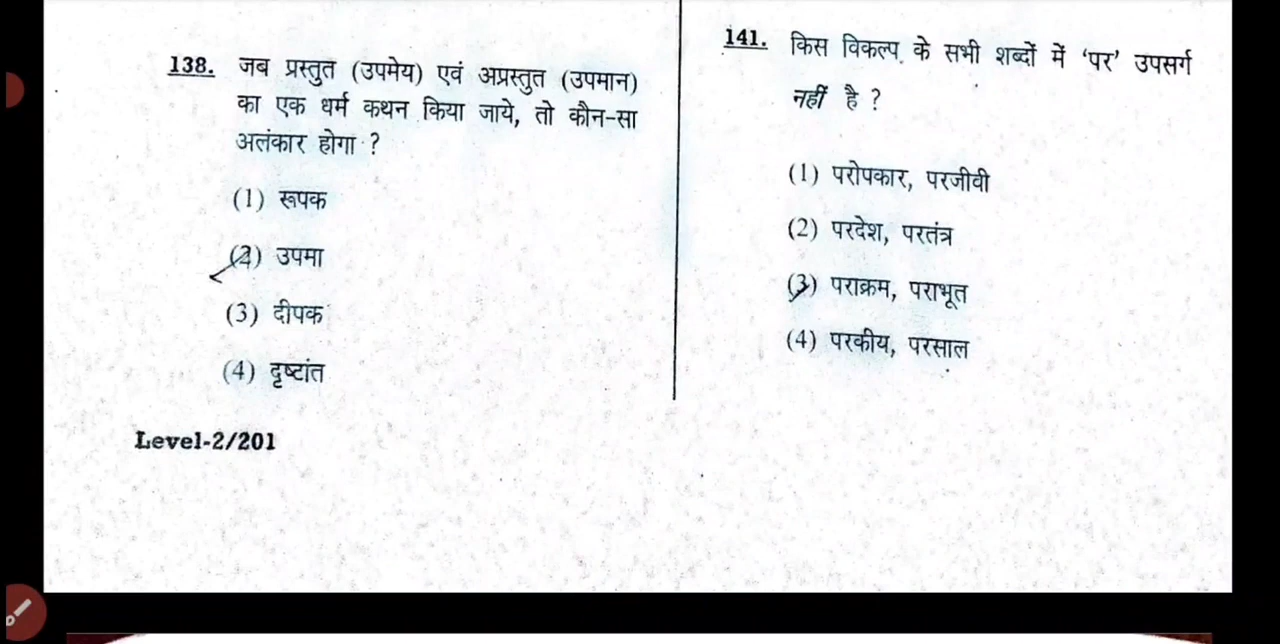 138. जब प्रस्तुत (उपमेय) एवं अप्रस्तुत (उपमान)
का एक धर्म कथन किया जाये, तो कौन-सा
अलंकार होगा ?
(1) रूपक
(2) उपमा
(3) दीपक
(4) दृष्टांत
Level-2/201
141. किस विकल्प के सभी शब्दों में ‘पर’ उपसर्ग
नहीं है ?
(1) परोपकार, परजीवी
(2) परदेश, परतंत्र
(3) पराक्रम, पराभूत
(4) परकीय, परसाल